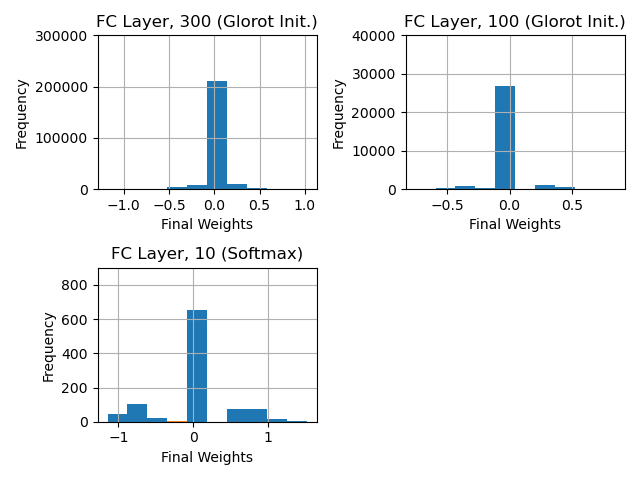 FC Layer, 300 (Glorot Init.)
300000
200000
100000
0
Frequency
−1.0 −0.5 0.0 0.5 1.0
Final Weights
FC Layer, 100 (Glorot Init.)
40000
30000
20000
10000
0
Frequency
−0.5 0.0 0.5
Final Weights
FC Layer, 10 (Softmax)
800
600
400
200
0
Frequency
−1 0 1
Final Weights